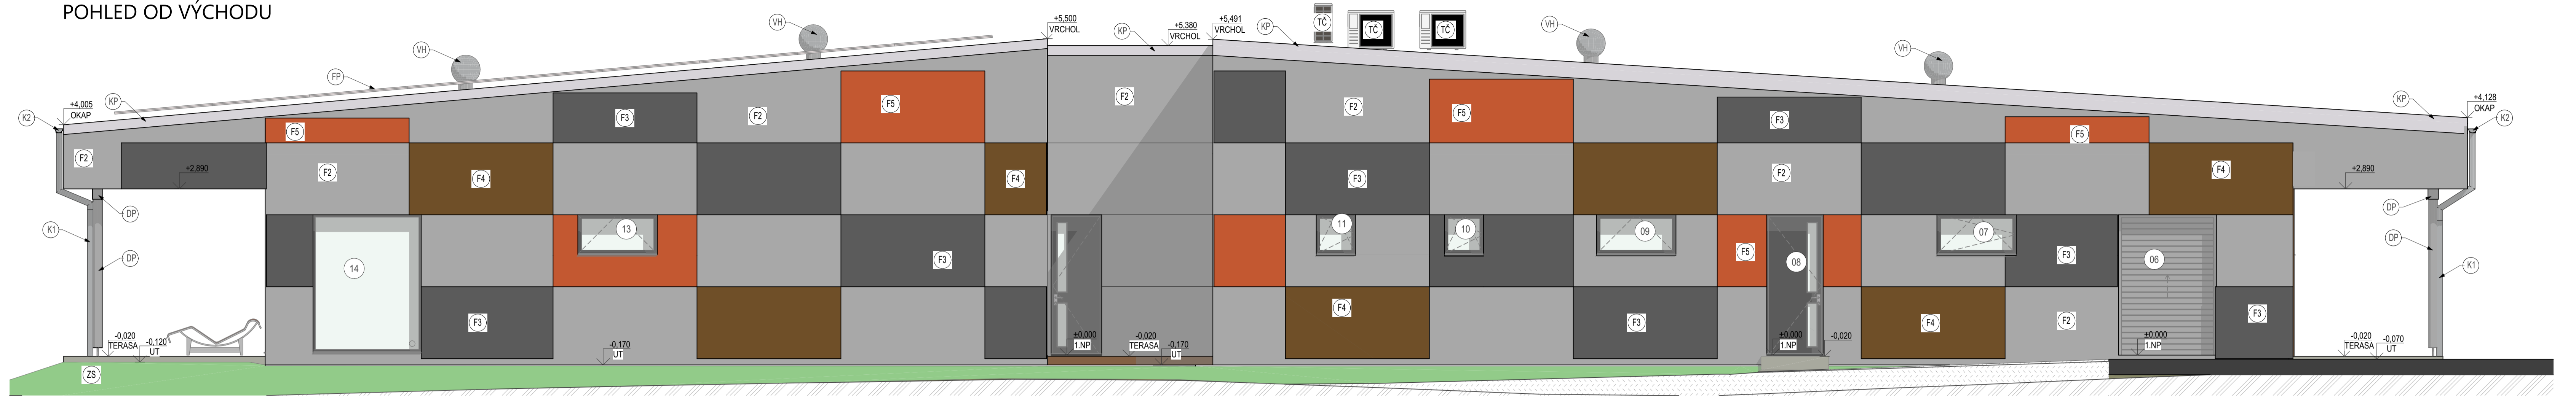 POHLED OD VÝCHODU
VH
VH
FP
KP
K2
+4,005
OKAP
+5,500
VRCHOL
KP
+5,380
VRCHOL
+5,491
VRCHOL
KP
TČ
TČ
TČ
VH
VH
KP
+4,128
OKAP
K2
F2
+2,890
F5
F2
F4
F3
F2
F5
F4
F2
F2
F3
F5
F4
F3
F2
F5
F4
+2,890
K1
DP
DP
14
13
F3
F3
11
10
09
F5
08
07
F3
06
DP
DP
K1
F4
F3
F4
F2
F3
-0,020
TERASA
-0,120
UT
ZS
-0,170
UT
±0,000
1.NP
-0,020
TERASA
-0,170
UT
±0,000
1.NP
-0,020
±0,000
1.NP
-0,020
TERASA
-0,070
UT